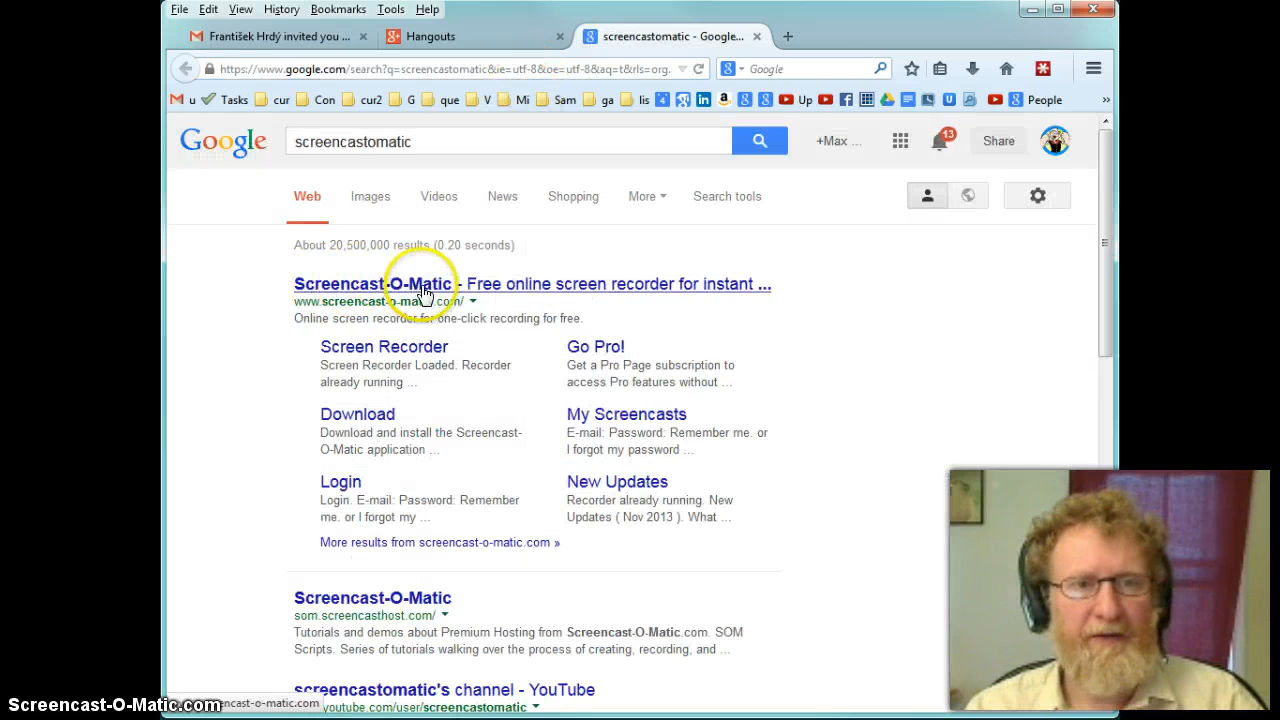 File Edit View History Bookmarks Tools Help
František Hrdý invited you ... Hangouts screencastomatic - Google...
https://www.google.com/search?q=screencastomatic&ie=utf-8&oe=utf-8&aq=t&rls=org. Google
u Tasks cur Con cur2 G que V Mi Sam ga lis Up People »
Google screencastomatic +Max ... 13 Share
Web Images Videos News Shopping More Search tools
About 20,500,000 results (0.20 seconds)
Screencast-O-Matic - Free online screen recorder for instant ...
www.screencast-o-matic.com/
Online screen recorder for one-click recording for free.
Screen Recorder
Screen Recorder Loaded. Recorder
already running ...
Go Pro!
Get a Pro Page subscription to
access Pro features without ...
Download
Download and install the Screencast-
O-Matic application ...
My Screencasts
E-mail: Password: Remember me. or
I forgot my password ...
Login
Login. E-mail: Password: Remember
me. or I forgot my ...
New Updates
Recorder already running. New
Updates ( Nov 2013 ). What ...
More results from screencast-o-matic.com »
Screencast-O-Matic
som.screencasthost.com/
Tutorials and demos about Premium Hosting from Screencast-O-Matic.com. SOM
Scripts. Series of tutorials walking over the process of creating, recording, and ...
screencastomatic's channel - YouTube
youtube.com/user/screencastomatic
Screencast-O-Matic.com
encast-o-matic.com